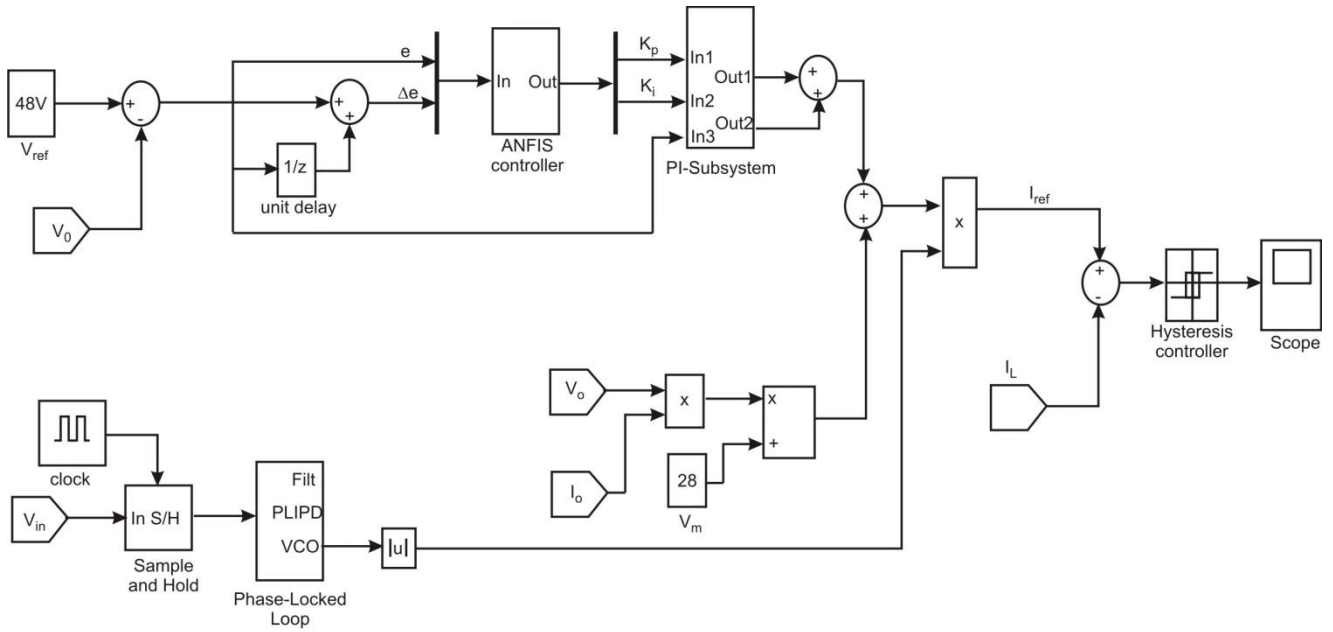 48V
V_ref
V_0
+
-
e
+
+
Δe
1/z
unit delay
In
Out
ANFIS
controller
K_p
K_i
In1
In2
In3
Out1
Out2
PI-Subsystem
+
+
+
+
x
I_ref
+
-
I_L
Hysteresis
controller
Scope
V_o
I_o
x
28
V_m
x
+
clock
V_in
In S/H
Sample
and Hold
Filt
PLIPD
VCO
Phase-Locked
Loop
|u|